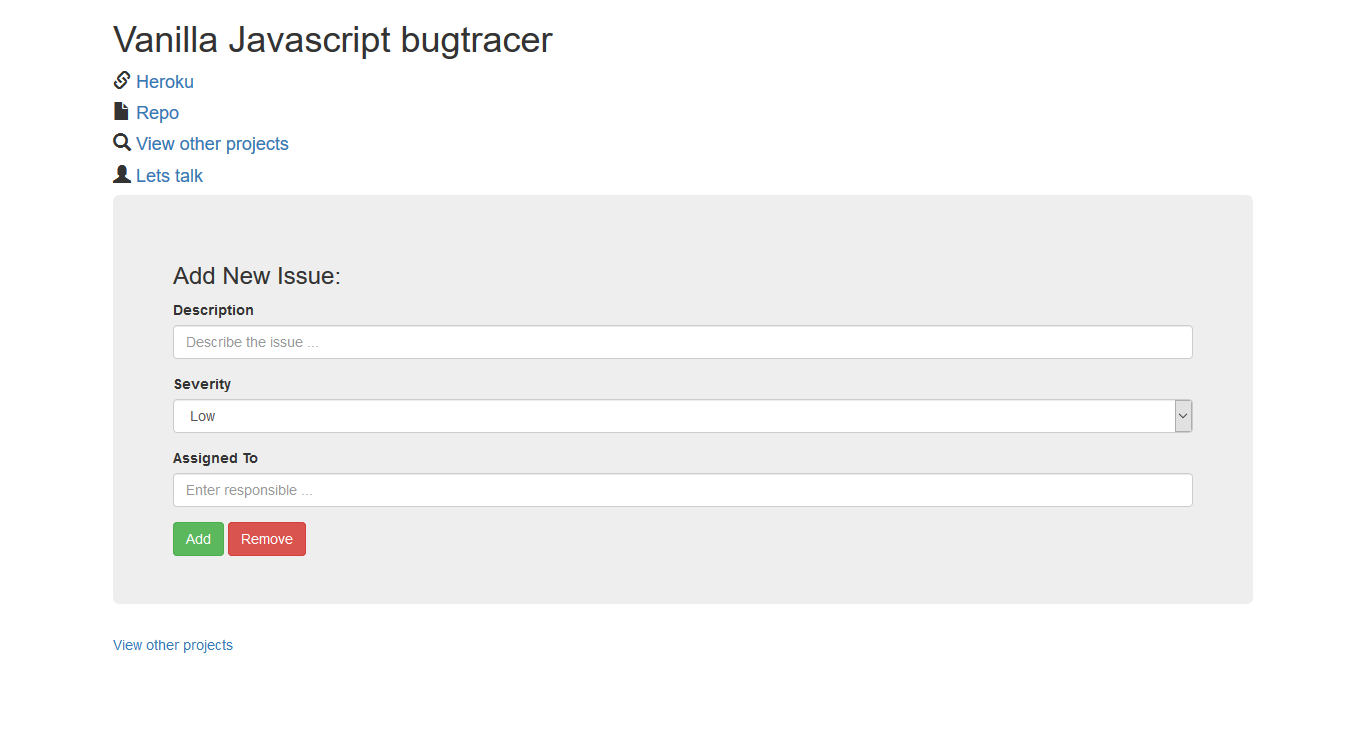 Vanilla Javascript bugtracer
Heroku
Repo
View other projects
Lets talk
Add New Issue:
Description
Describe the issue ...
Severity
Low
Assigned To
Enter responsible ...
Add Remove
View other projects